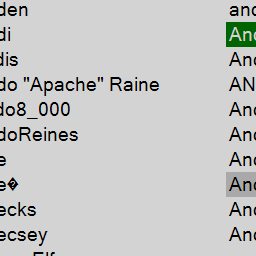 den and
di And
dis And
do "Apache" Raine AN
do8_000 And
doReines And
e And
e� And
ecks And
ecsey And